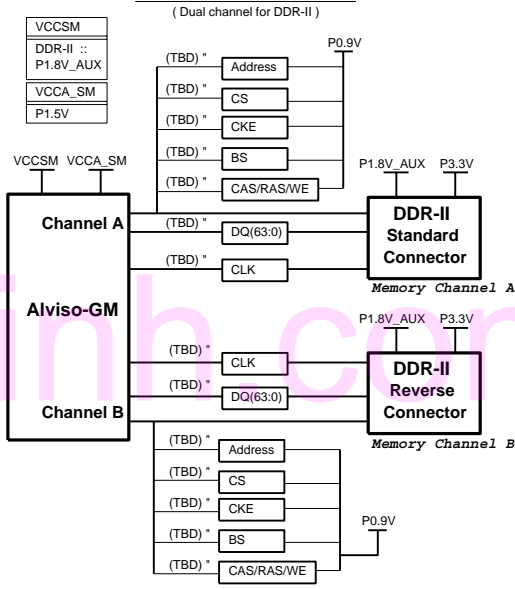 ( Dual channel for DDR-II )
VCCSM
DDR-II ::
P1.8V_AUX
VCCA_SM
P1.5V
P0.9V
(TBD) " Address
(TBD) " CS
(TBD) " CKE
(TBD) " BS
(TBD) " CAS/RAS/WE
VCCSM VCCA_SM
P1.8V_AUX P3.3V
Channel A
(TBD) " DQ(63:0)
(TBD) " CLK
DDR-II
Standard
Connector
Memory Channel A
Alviso-GM
inh.com
P1.8V_AUX P3.3V
(TBD) " CLK
(TBD) " DQ(63:0)
Channel B
DDR-II
Reverse
Connector
Memory Channel B
(TBD) " Address
(TBD) " CS
(TBD) " CKE
(TBD) " BS
(TBD) " CAS/RAS/WE
P0.9V